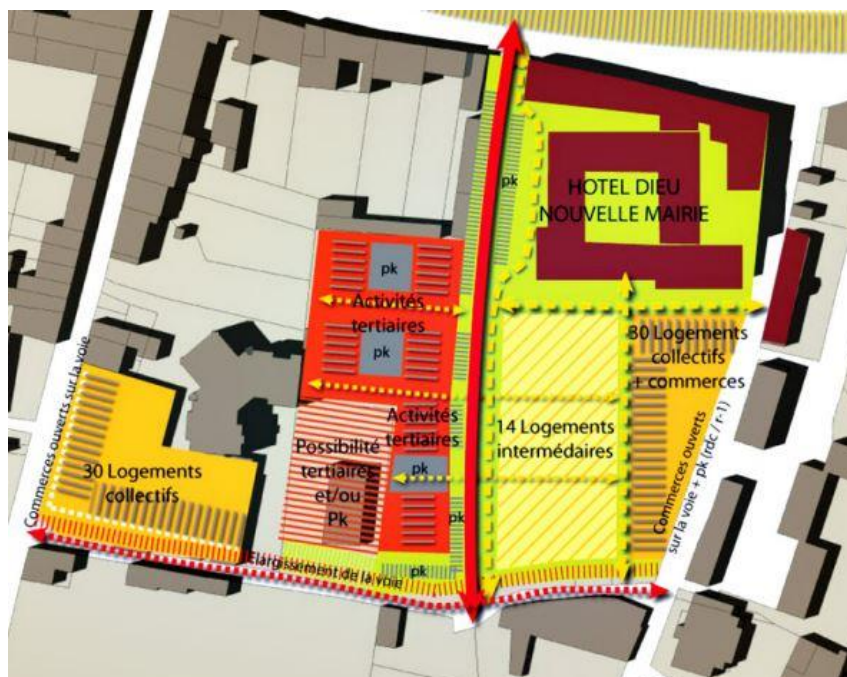 pk
HOTEL DIEU
NOUVELLE MAIRIE
pk
Activités
tertiaires
pk
30 Logements
collectifs
+ commerces
Commerces ouverts sur la voie
Activités
tertiaires
14 Logements
intermédaires
Possibilité
tertiaires
et/ou
Pk
pk
Commerces ouverts
sur la voie + pk (rdc / r-1)
30 Logements
collectifs
pk
Elargissement de la voie
pk